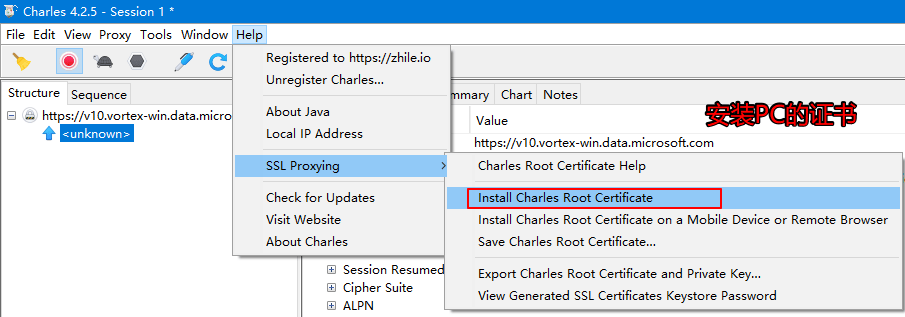 Charles 4.2.5 - Session 1 *
File Edit View Proxy Tools Window Help
Structure Sequence
https://v10.vortex-win.data.micro
<unknown>
Registered to https://zhile.io
Unregister Charles...
About Java
Local IP Address
SSL Proxying
Check for Updates
Visit Website
About Charles
mmary Chart Notes
安装PC的证书
Value
https://v10.vortex-win.data.microsoft.com
Charles Root Certificate Help
Install Charles Root Certificate
Install Charles Root Certificate on a Mobile Device or Remote Browser
Save Charles Root Certificate...
Export Charles Root Certificate and Private Key...
View Generated SSL Certificates Keystore Password
Session Resumed
Cipher Suite
ALPN